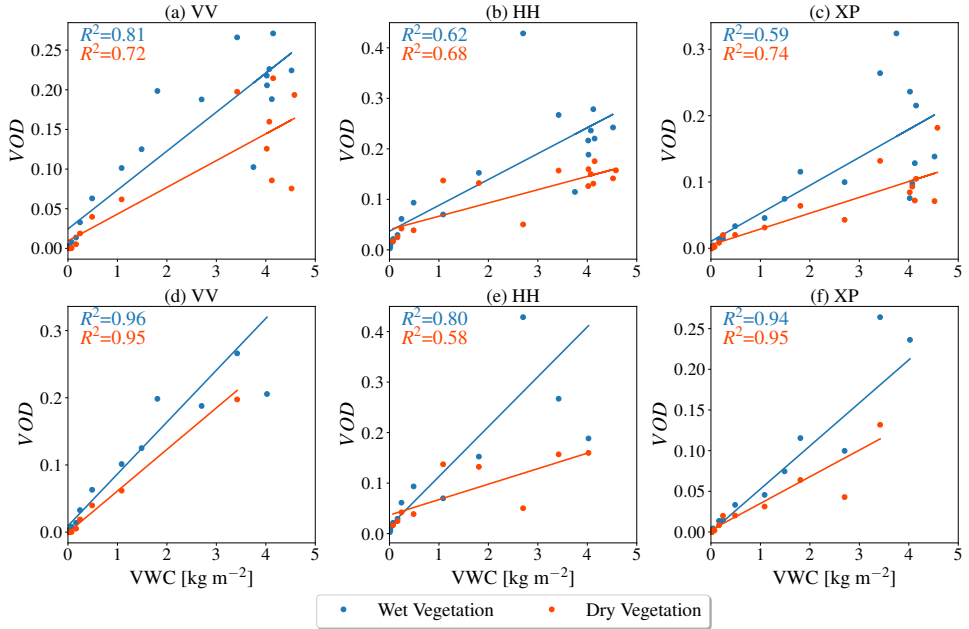 (a) VV
(b) HH
(c) XP
R²=0.81
R²=0.72
R²=0.62
R²=0.68
R²=0.59
R²=0.74
VOD
0.25
0.20
0.15
0.10
0.05
0.00
0 1 2 3 4 5
VOD
0.4
0.3
0.2
0.1
0.0
0 1 2 3 4 5
VOD
0.3
0.2
0.1
0.0
0 1 2 3 4 5
(d) VV
(e) HH
(f) XP
R²=0.96
R²=0.95
R²=0.80
R²=0.58
R²=0.94
R²=0.95
VOD
0.3
0.2
0.1
0.0
0 1 2 3 4 5
VWC [kg m⁻²]
VOD
0.4
0.3
0.2
0.1
0.0
0 1 2 3 4 5
VWC [kg m⁻²]
VOD
0.25
0.20
0.15
0.10
0.05
0.00
0 1 2 3 4 5
VWC [kg m⁻²]
Wet Vegetation
Dry Vegetation